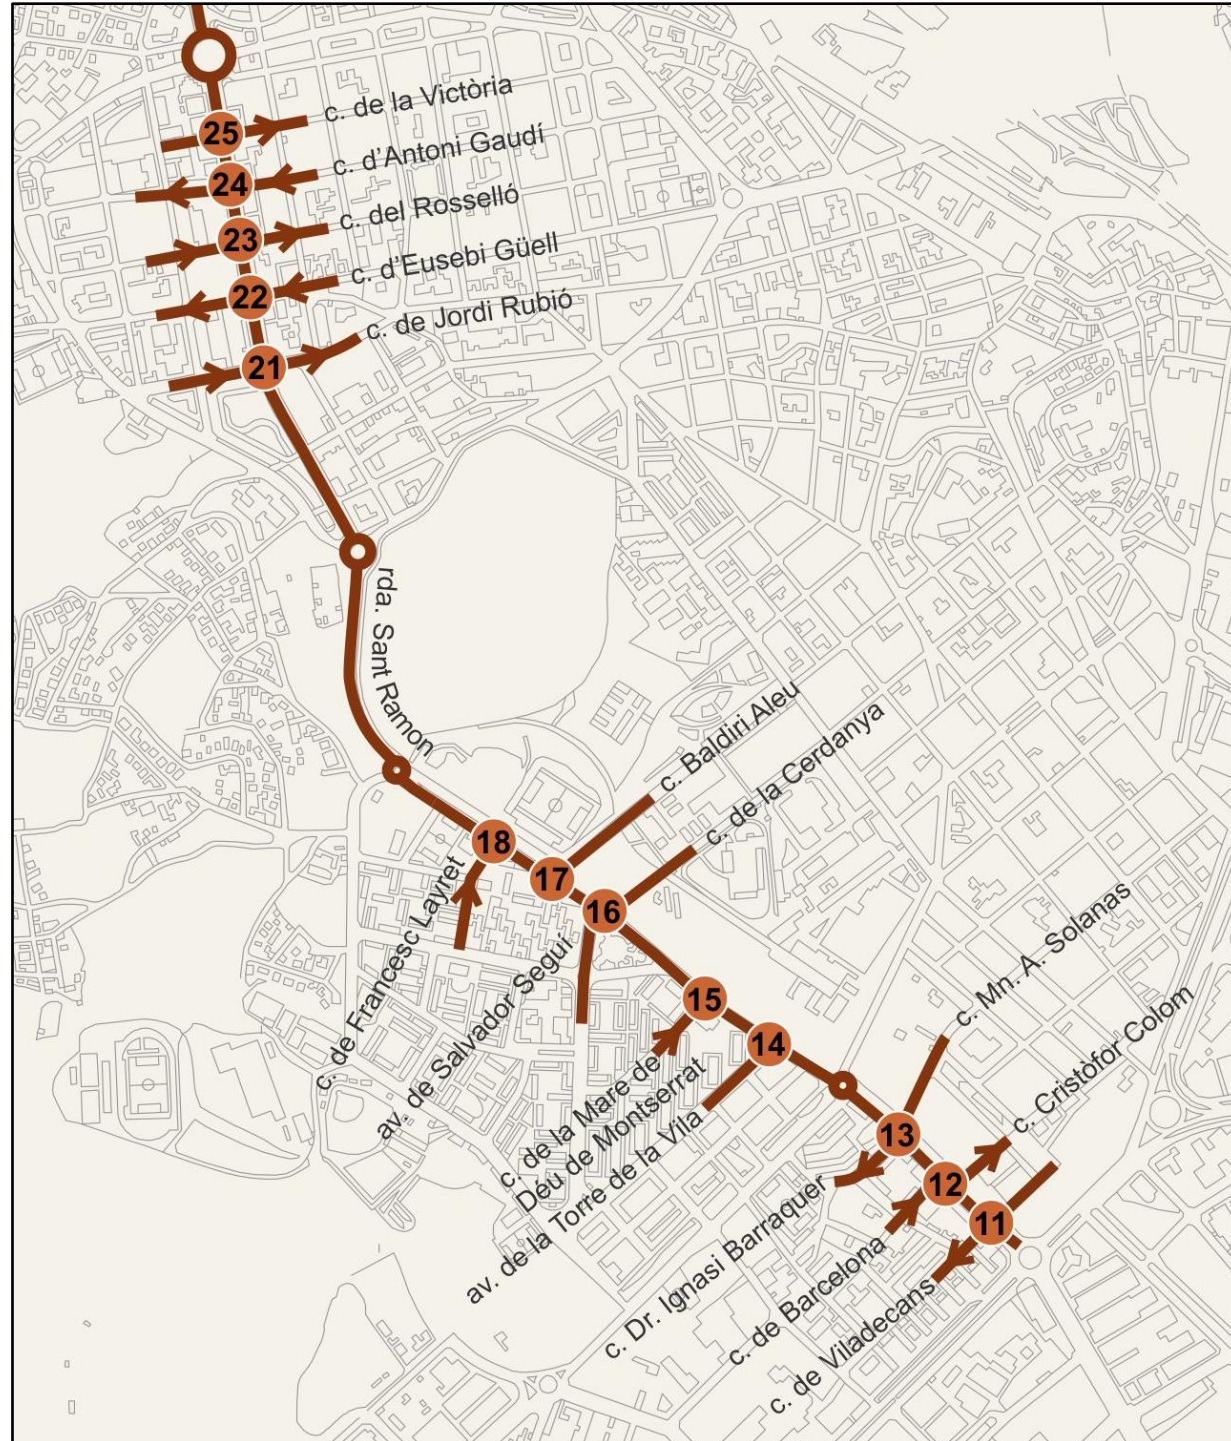 25
c. de la Victòria
24
c. d'Antoni Gaudí
23
c. del Rosselló
22
c. d'Eusebi Güell
21
c. de Jordi Rubió
rda. Sant Ramon
c. Baldiri Aleu
c. de la Cerdanya
18
17
16
c. de Francesc Layret
av. de Salvador Seguí
15
14
c. de la Mare de
Déu de Montserrat
av. de la Torre de la Vila
c. Mn. A. Solanas
c. Cristòfor Colom
13
12
11
c. Dr. Ignasi Barraquer
c. de Barcelona
c. de Viladecans